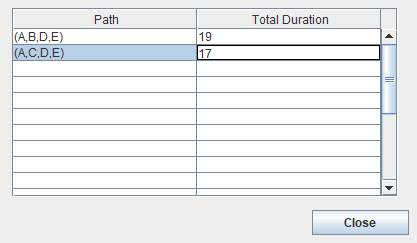 Path Total Duration
(A,B,D,E) 19
(A,C,D,E) 17
Close